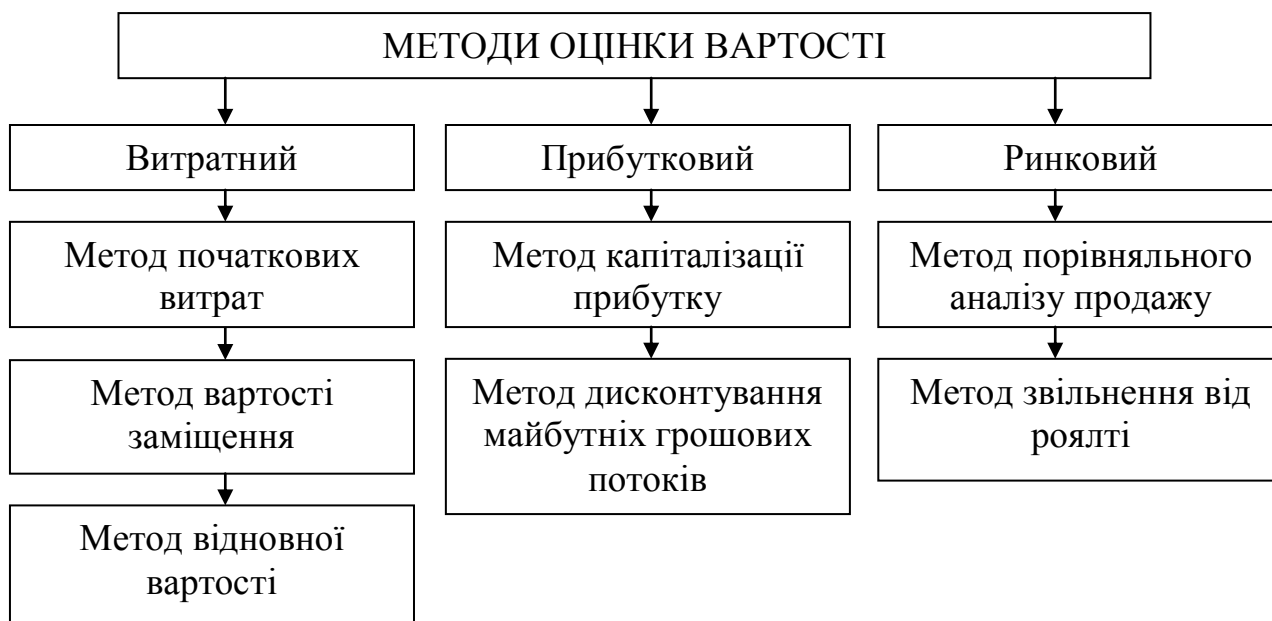 МЕТОДИ ОЦІНКИ ВАРТОСТІ
Витратний
Прибутковий
Ринковий
Метод початкових
витрат
Метод капіталізації
прибутку
Метод порівняльного
аналізу продажу
Метод вартості
заміщення
Метод дисконтування
майбутніх грошових
потоків
Метод звільнення від
роялті
Метод відновної
вартості